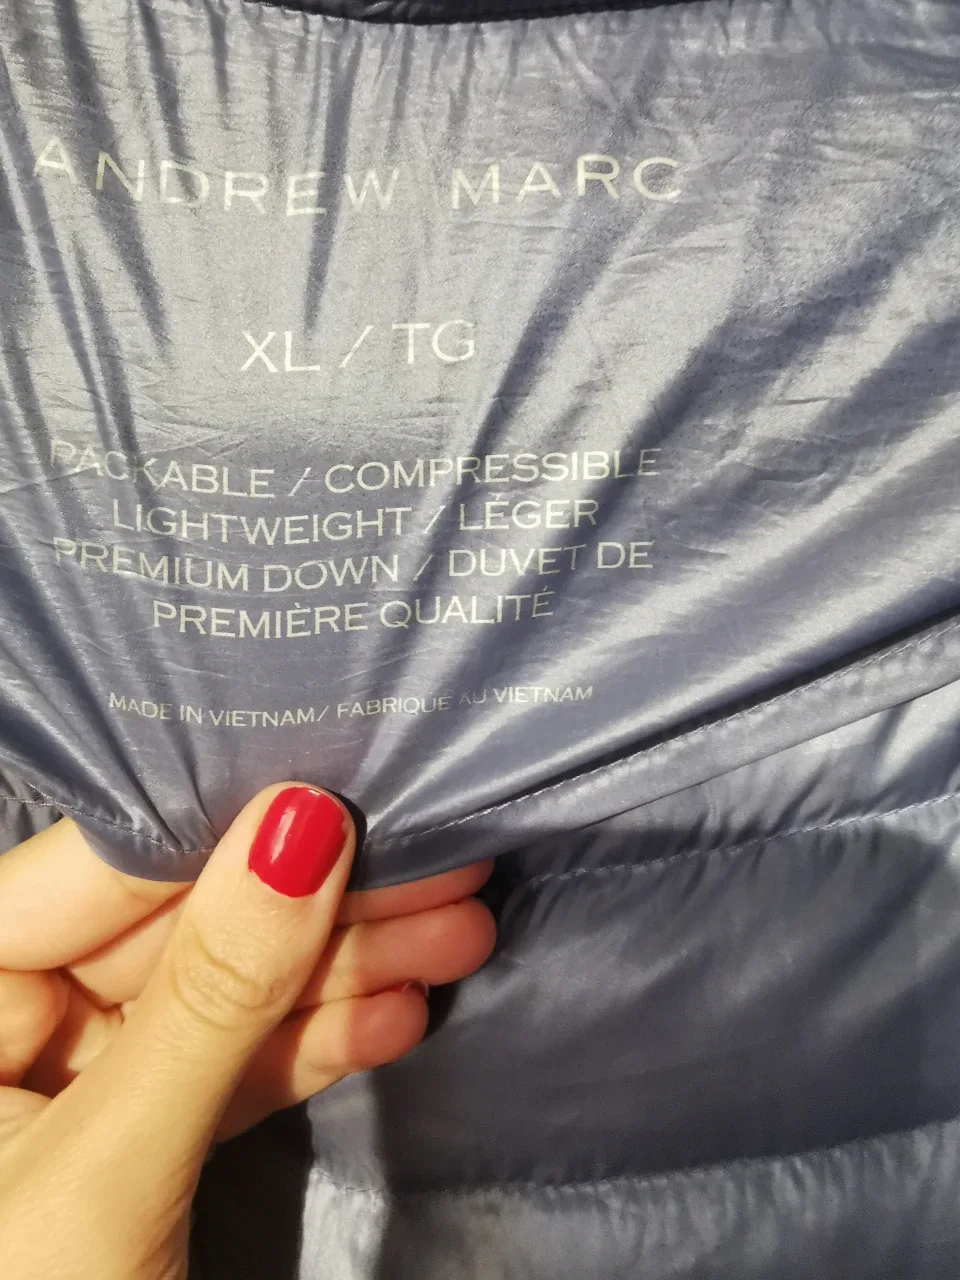 ANDREW MARC
XL / TG
PACKABLE / COMPRESSIBLE
LIGHTWEIGHT / LÉGER
PREMIUM DOWN / DUVET DE
PREMIÈRE QUALITÉ
MADE IN VIETNAM/ FABRIQUÉ AU VIETNAM